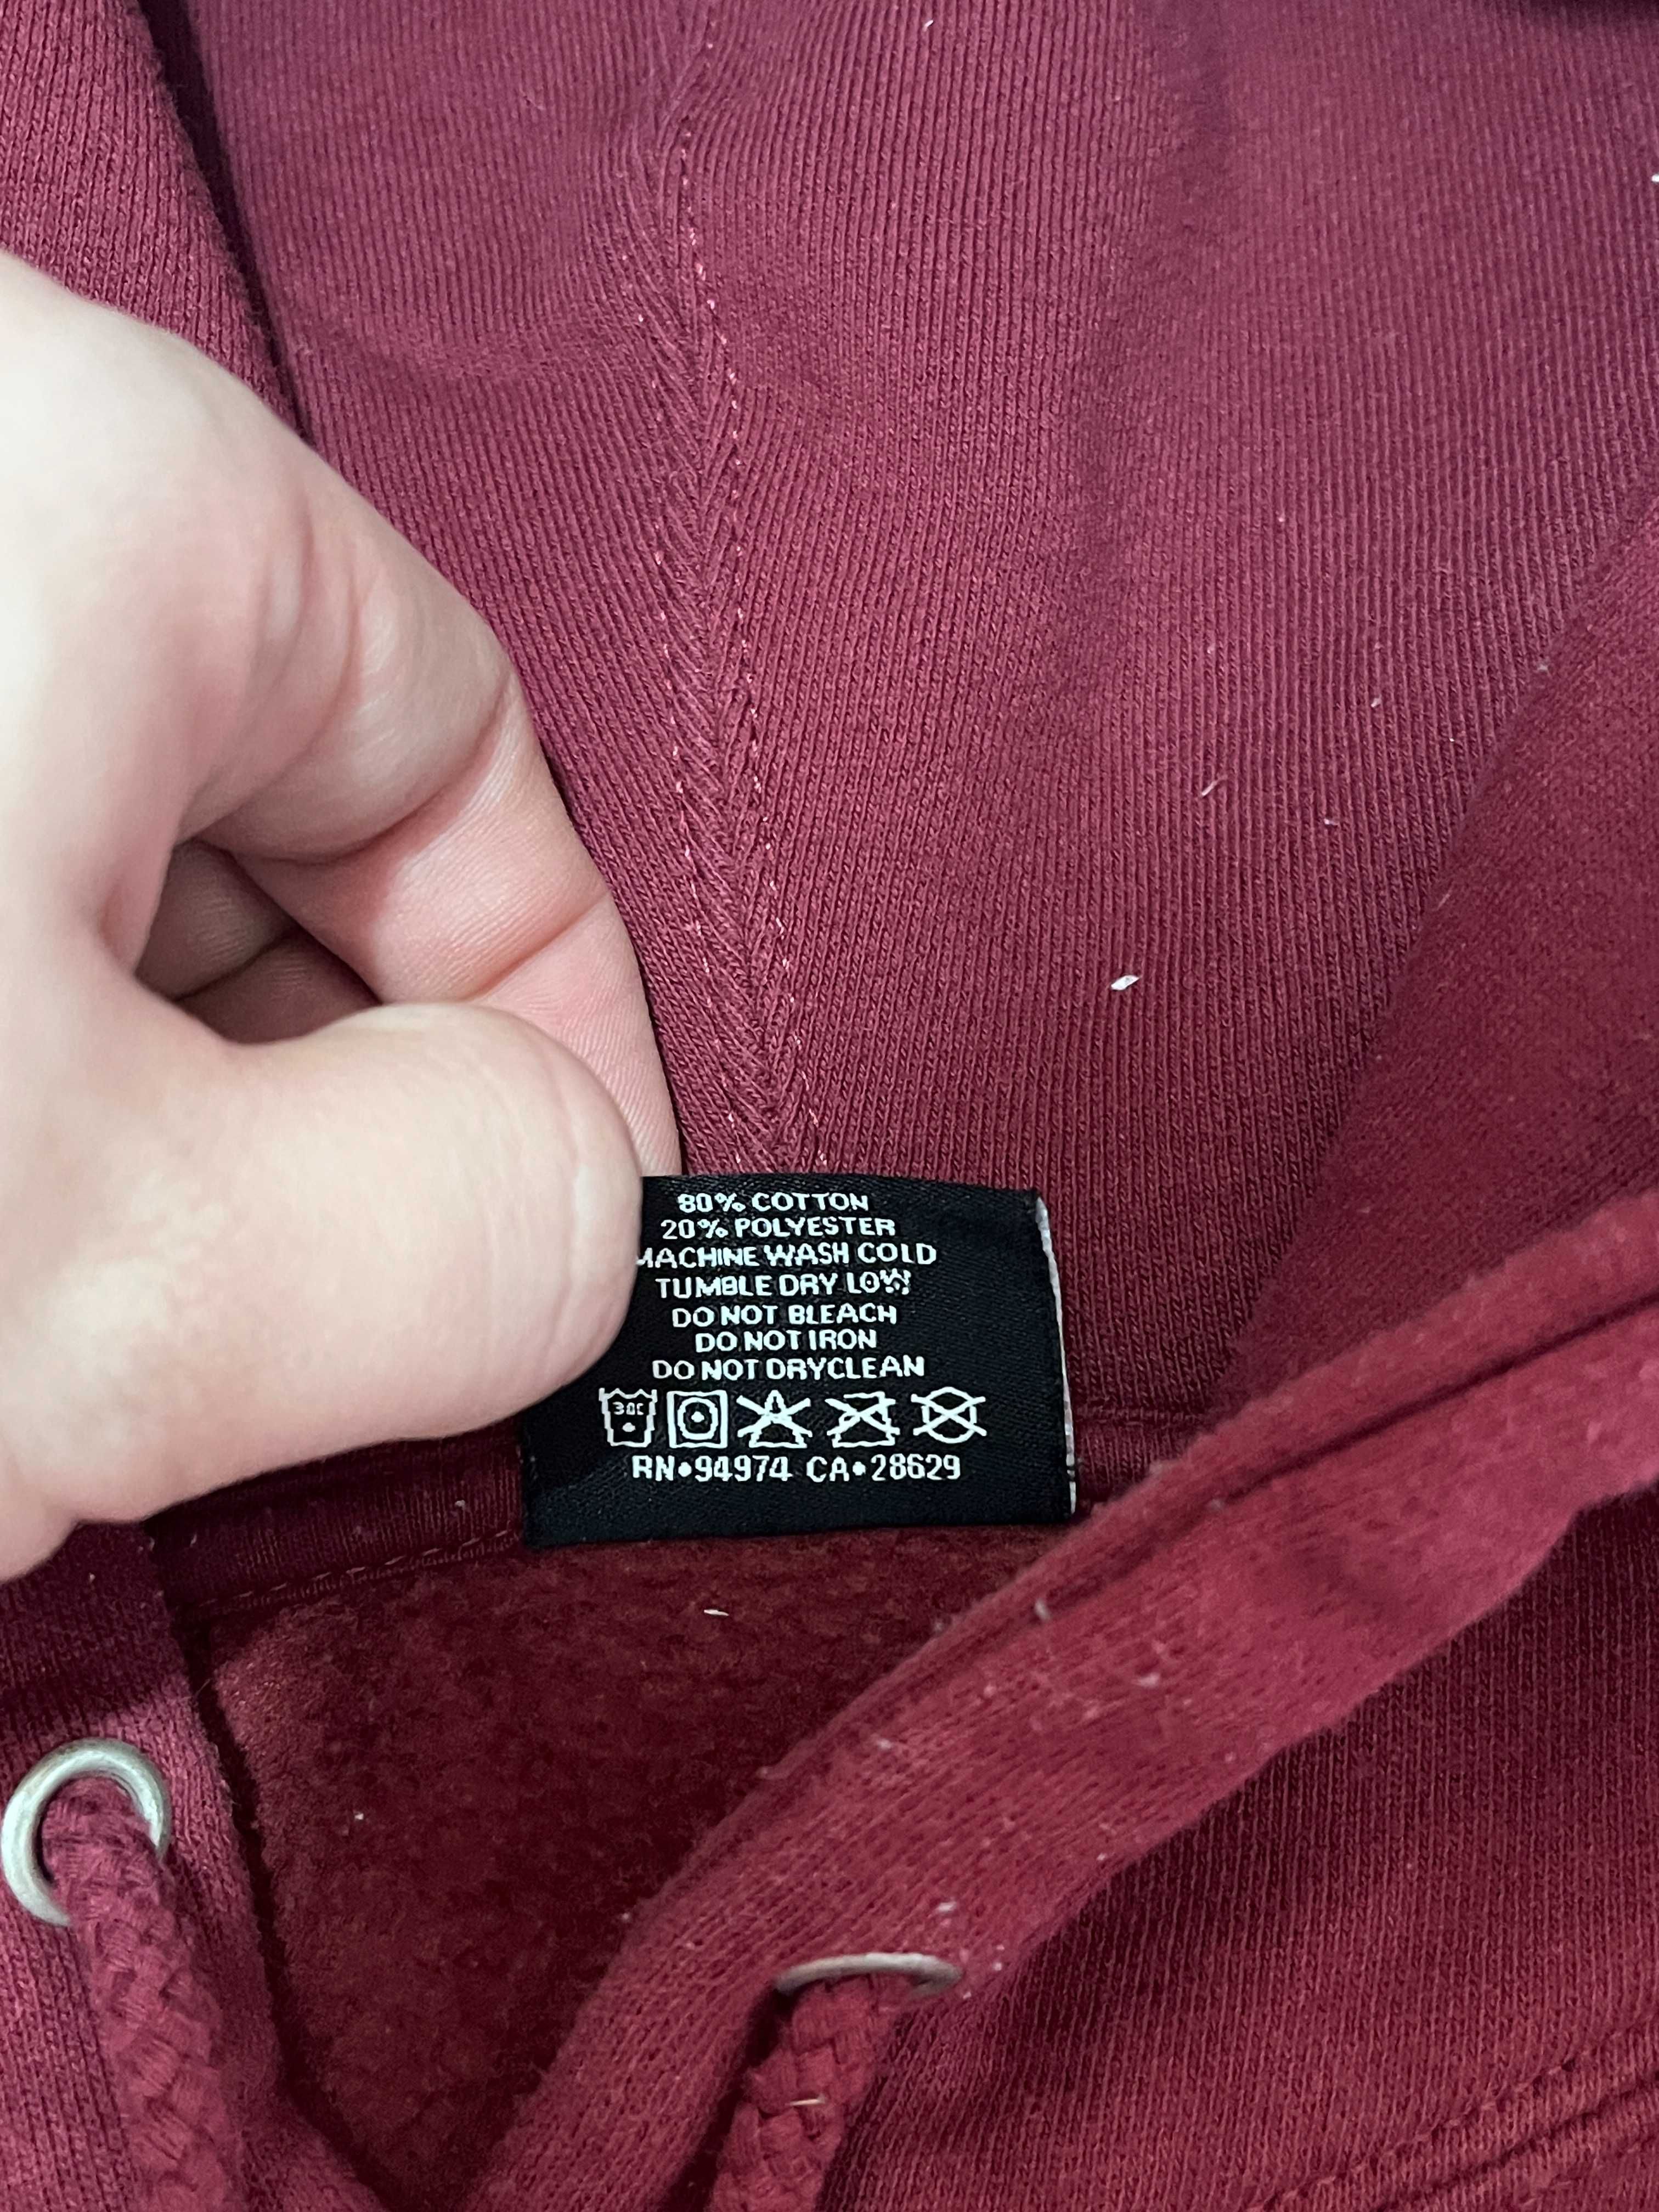 80% COTTON
20% POLYESTER
MACHINE WASH COLD
TUMBLE DRY LOW
DO NOT BLEACH
DO NOT IRON
DO NOT DRYCLEAN
30C
RN•94974 CA•28629